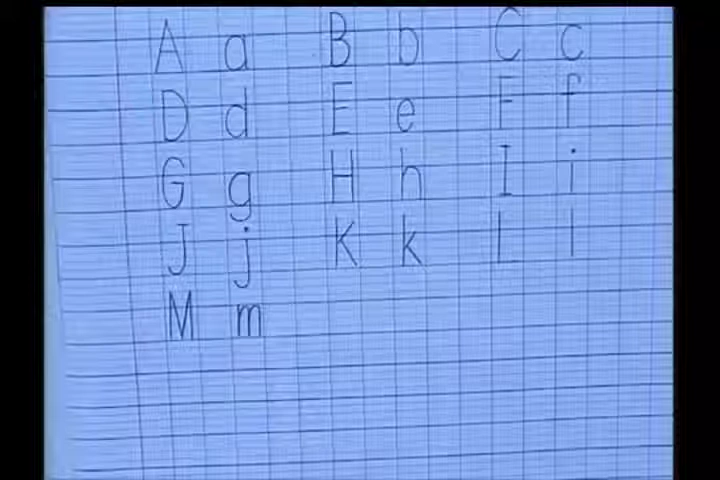 A a B b C c
D d E e F f
G g H h I i
J j K k L l
M m